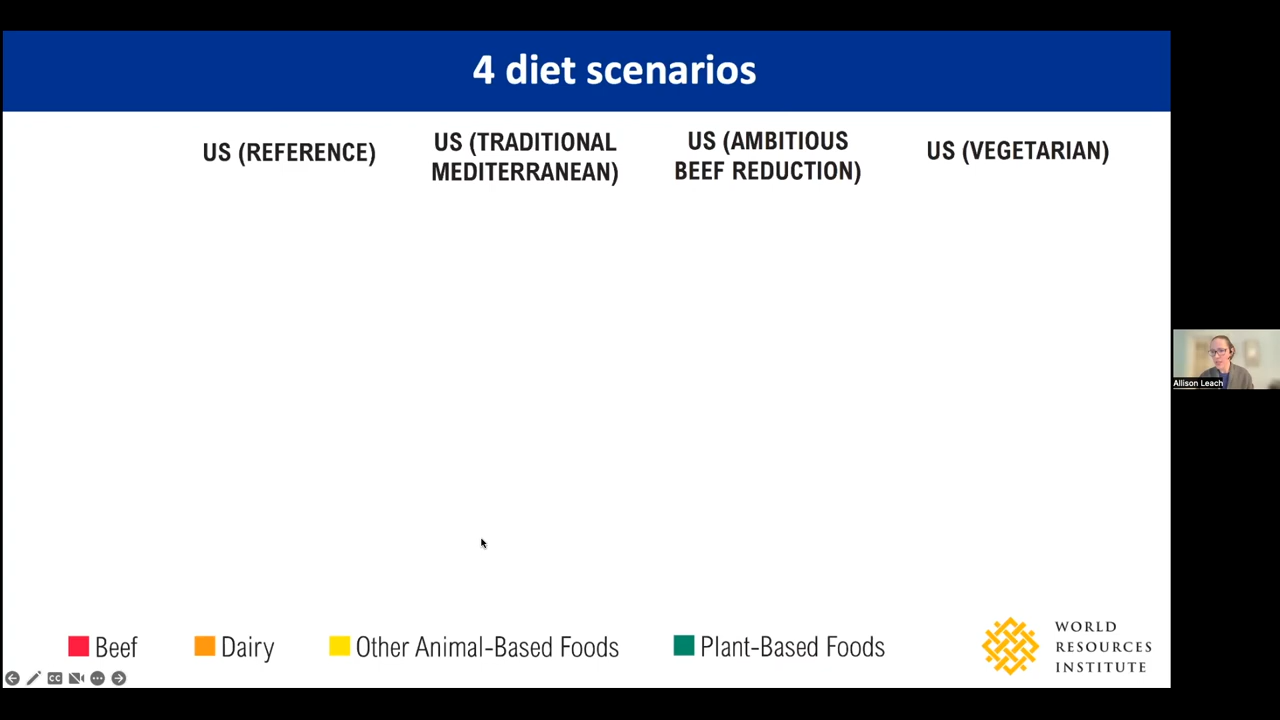 4 diet scenarios
US (REFERENCE)
US (TRADITIONAL
MEDITERRANEAN)
US (AMBITIOUS
BEEF REDUCTION)
US (VEGETARIAN)
Allison Leach
Beef
Dairy
Other Animal-Based Foods
Plant-Based Foods
WORLD
RESOURCES
INSTITUTE
CC